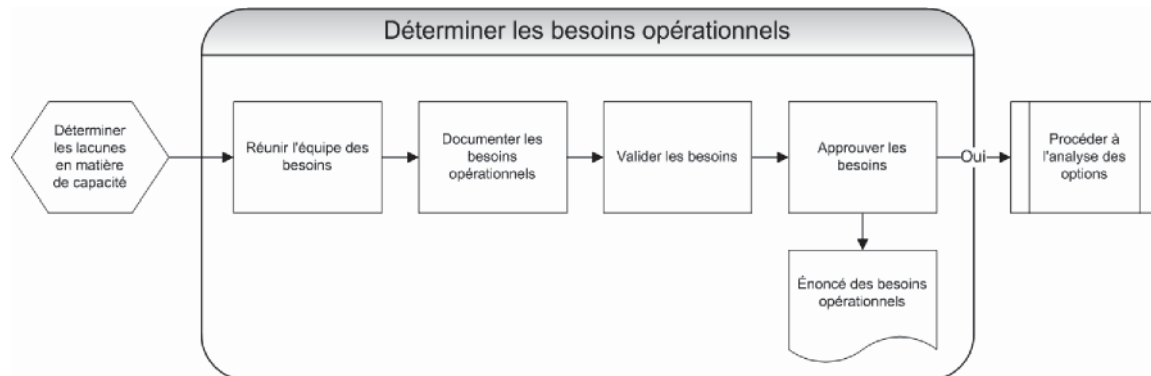 Déterminer les besoins opérationnels
Déterminer
les lacunes
en matière
de capacité
Réunir l'équipe des
besoins
Documenter les
besoins
opérationnels
Valider les besoins
Approuver les
besoins
Oui
Procéder à
l'analyse des
options
Énoncé des besoins
opérationnels